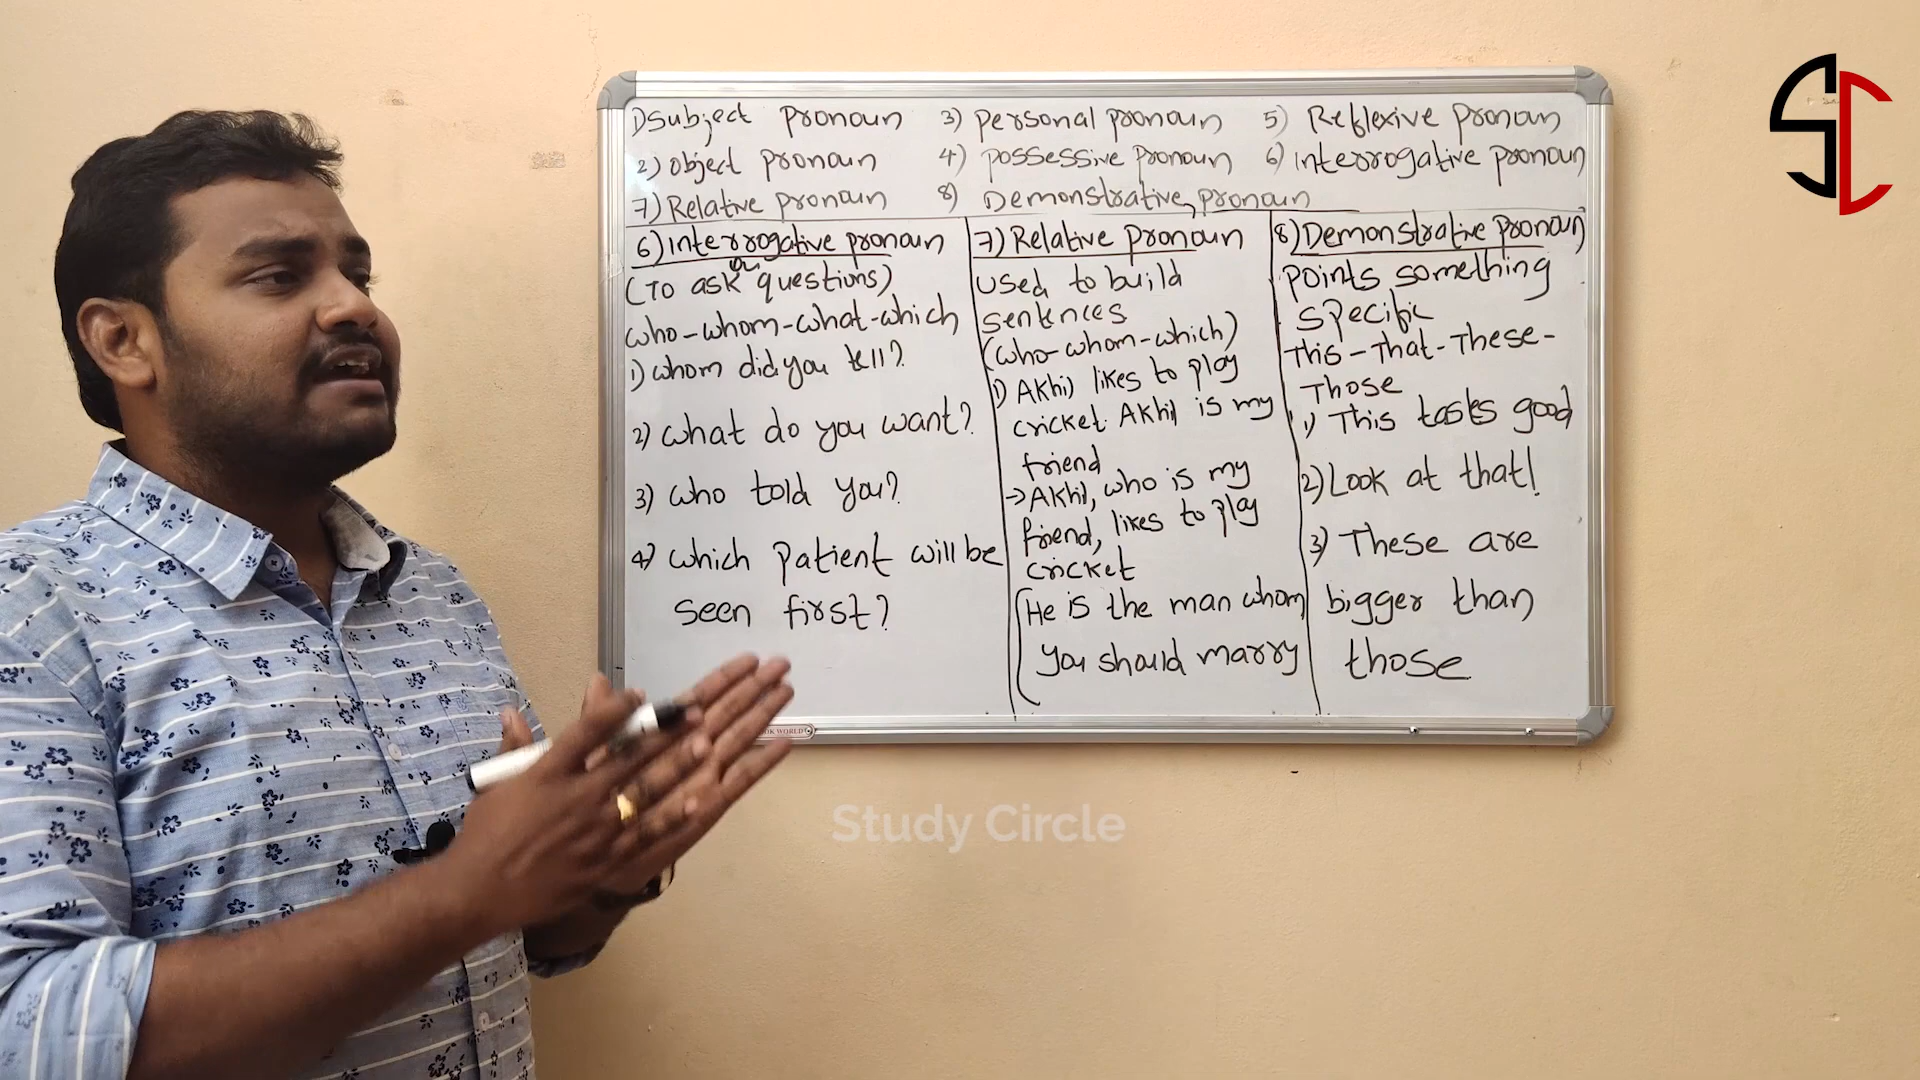 1) Subject pronoun 3) personal pronoun 5) Reflexive pronoun
2) object pronoun 4) possessive pronoun 6) interrogative pronoun
7) Relative pronoun 8) Demonstrative pronoun
6) interrogative pronoun
(To ask questions)
who-whom-what-which
1) whom did you tell?
2) what do you want?
3) who told you?
4) which patient will be
seen first?
7) Relative pronoun
used to build
sentences
(who-whom-which)
1) Akhil likes to play
cricket. Akhil is my
friend
→ Akhil, who is my
friend, likes to play
cricket
He is the man whom
you should marry
8) Demonstrative pronoun
points something
specific
This-That-These-
Those
1) This tasts good
2) Look at that!
3) These are
bigger than
those
SC
Study Circle